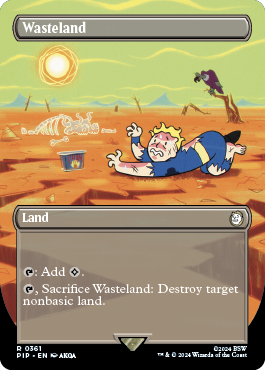 Wasteland
Land
: Add .
, Sacrifice Wasteland: Destroy target
nonbasic land.
R 0361
PIP • EN AKQA
©2024 BSW
™ & © 2024 Wizards of the Coast